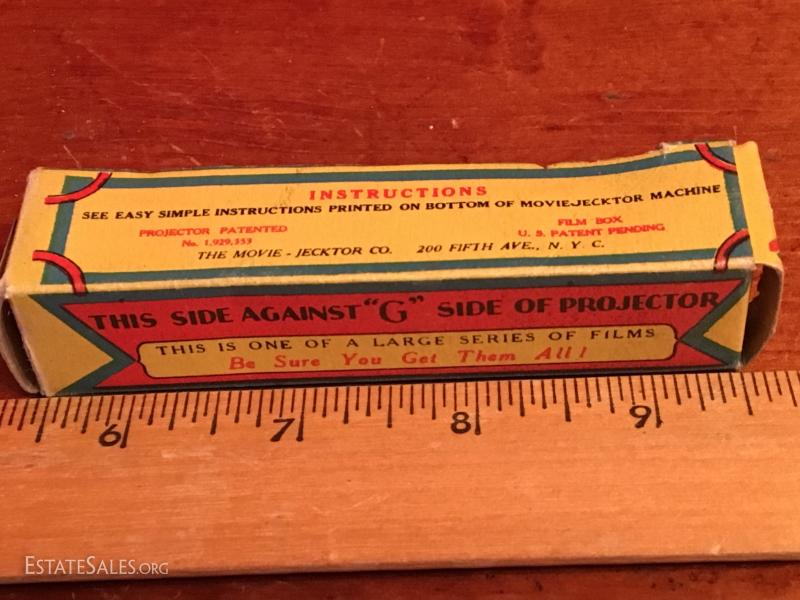 INSTRUCTIONS
SEE EASY SIMPLE INSTRUCTIONS PRINTED ON BOTTOM OF MOVIEJECKTOR MACHINE
PROJECTOR PATENTED
No. 1,929,353
FILM BOX
U. S. PATENT PENDING
THE MOVIE - JECKTOR CO. 200 FIFTH AVE., N. Y. C.
THIS SIDE AGAINST "G" SIDE OF PROJECTOR
THIS IS ONE OF A LARGE SERIES OF FILMS
Be Sure You Get Them All!
6 7 8 9
ESTATESALES.ORG